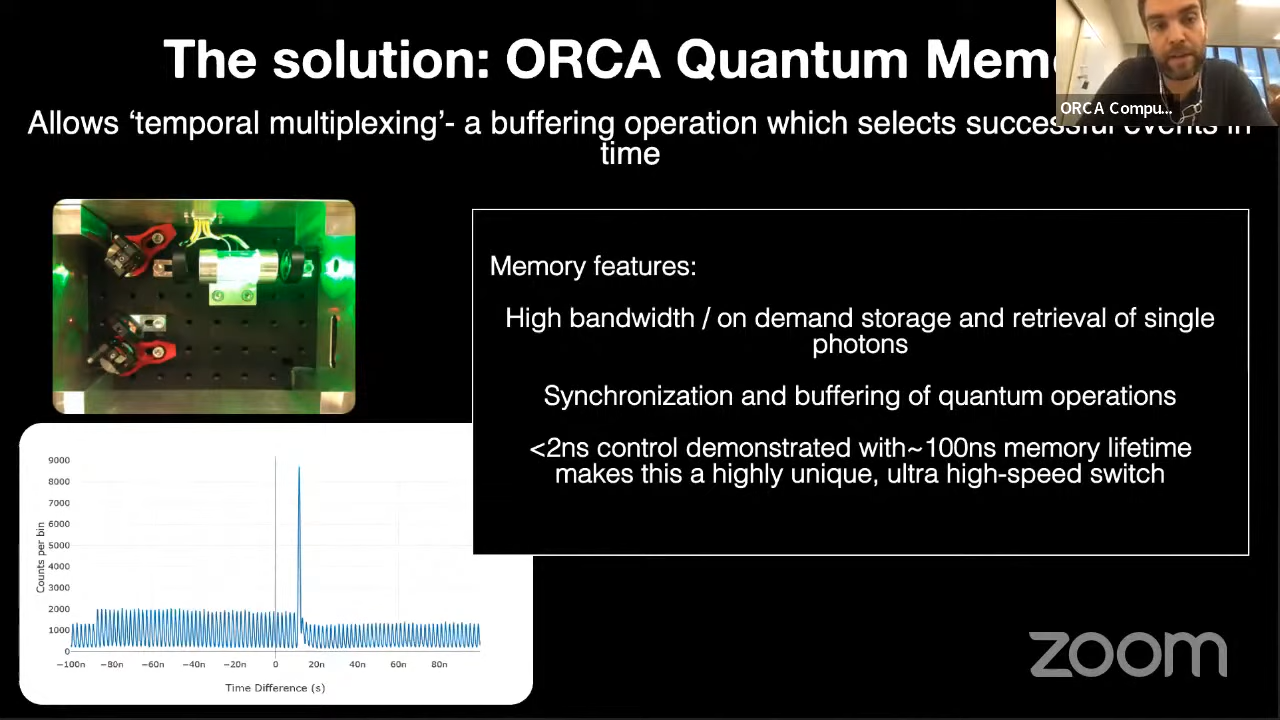 The solution: ORCA Quantum Mem
ORCA Compu...
Allows ‘temporal multiplexing’- a buffering operation which selects successful events in
time
Memory features:
High bandwidth / on demand storage and retrieval of single
photons
Synchronization and buffering of quantum operations
<2ns control demonstrated with~100ns memory lifetime
makes this a highly unique, ultra high-speed switch
9000
8000
7000
6000
5000
4000
3000
2000
1000
0
Counts per bin
−100n −80n −60n −40n −20n 0 20n 40n 60n 80n
Time Difference (s)
zoom